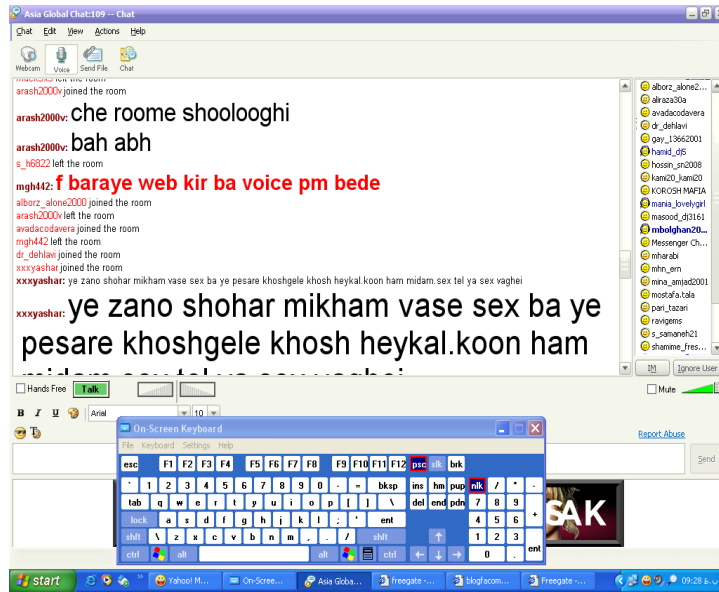 Asia Global Chat:109 -- Chat
Chat Edit View Actions Help
Webcam Voice Send File Chat
left the room
arash2000v joined the room
arash2000v: che roome shoolooghi
arash2000v: bah abh
s_h6822 left the room
mgh442: f baraye web kir ba voice pm bede
alborz_alone2000 joined the room
arash2000v left the room
avadacodavera joined the room
mgh442 left the room
dr_dehlavi joined the room
xxxyashar joined the room
xxxyashar: ye zano shohar mikham vase sex ba ye pesare khoshgele khosh heykal.koon ham midam.sex tel ya sex vaghei
xxxyashar: ye zano shohar mikham vase sex ba ye
pesare khoshgele khosh heykal.koon ham
midam.sex tel ya sex vaghei
alborz_alone2...
aliraza30a
avadacodavera
dr_dehlavi
gay_13662001
hamid_dj5
hossin_sn2008
kami20_kami20
KOROSH MAFIA
mania_lovelygirl
masood_dj3161
mbolghan20...
Messenger Ch...
mharabi
mhn_ern
mina_amjad2001
mostafa.tala
pari_tazari
ravigems
s_samaneh21
shamime_fres...
IM Ignore User
Hands Free Talk Mute
B I U Arial 10
Report Abuse
Send
On-Screen Keyboard
File Keyboard Settings Help
esc F1 F2 F3 F4 F5 F6 F7 F8 F9 F10 F11 F12 psc slk brk
` 1 2 3 4 5 6 7 8 9 0 - = bksp ins hm pup nlk / * -
tab q w e r t y u i o p [ ] \ del end pdn 7 8 9 +
lock a s d f g h j k l ; ' ent 4 5 6
shft \ z x c v b n m , . / shft ↑ 1 2 3 ent
ctrl alt alt ctrl ← ↓ → 0 .
SAK
start Yahoo! M... On-Scree... Asia Globa... freegate -... blogfacom... Freegate -... 09:28 ب.ظ